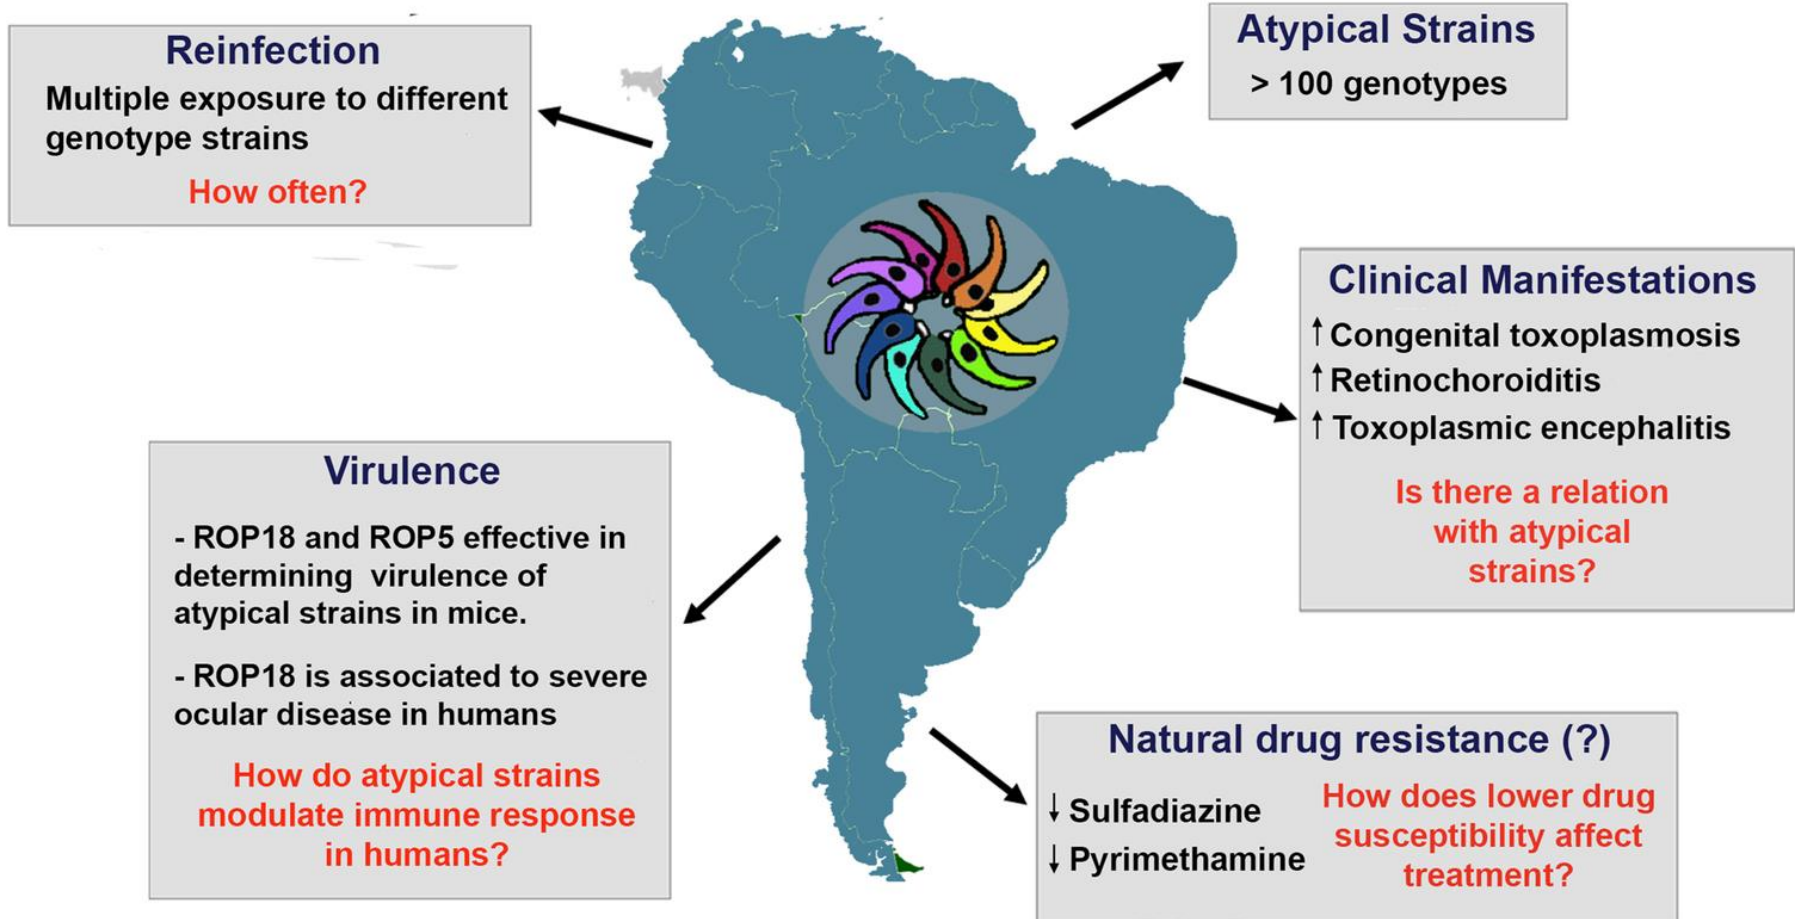 Reinfection
Multiple exposure to different
genotype strains
How often?
Atypical Strains
> 100 genotypes
Clinical Manifestations
↑ Congenital toxoplasmosis
↑ Retinochoroiditis
↑ Toxoplasmic encephalitis
Is there a relation
with atypical
strains?
Virulence
- ROP18 and ROP5 effective in
determining virulence of
atypical strains in mice.
- ROP18 is associated to severe
ocular disease in humans
How do atypical strains
modulate immune response
in humans?
Natural drug resistance (?)
↓ Sulfadiazine
↓ Pyrimethamine
How does lower drug
susceptibility affect
treatment?